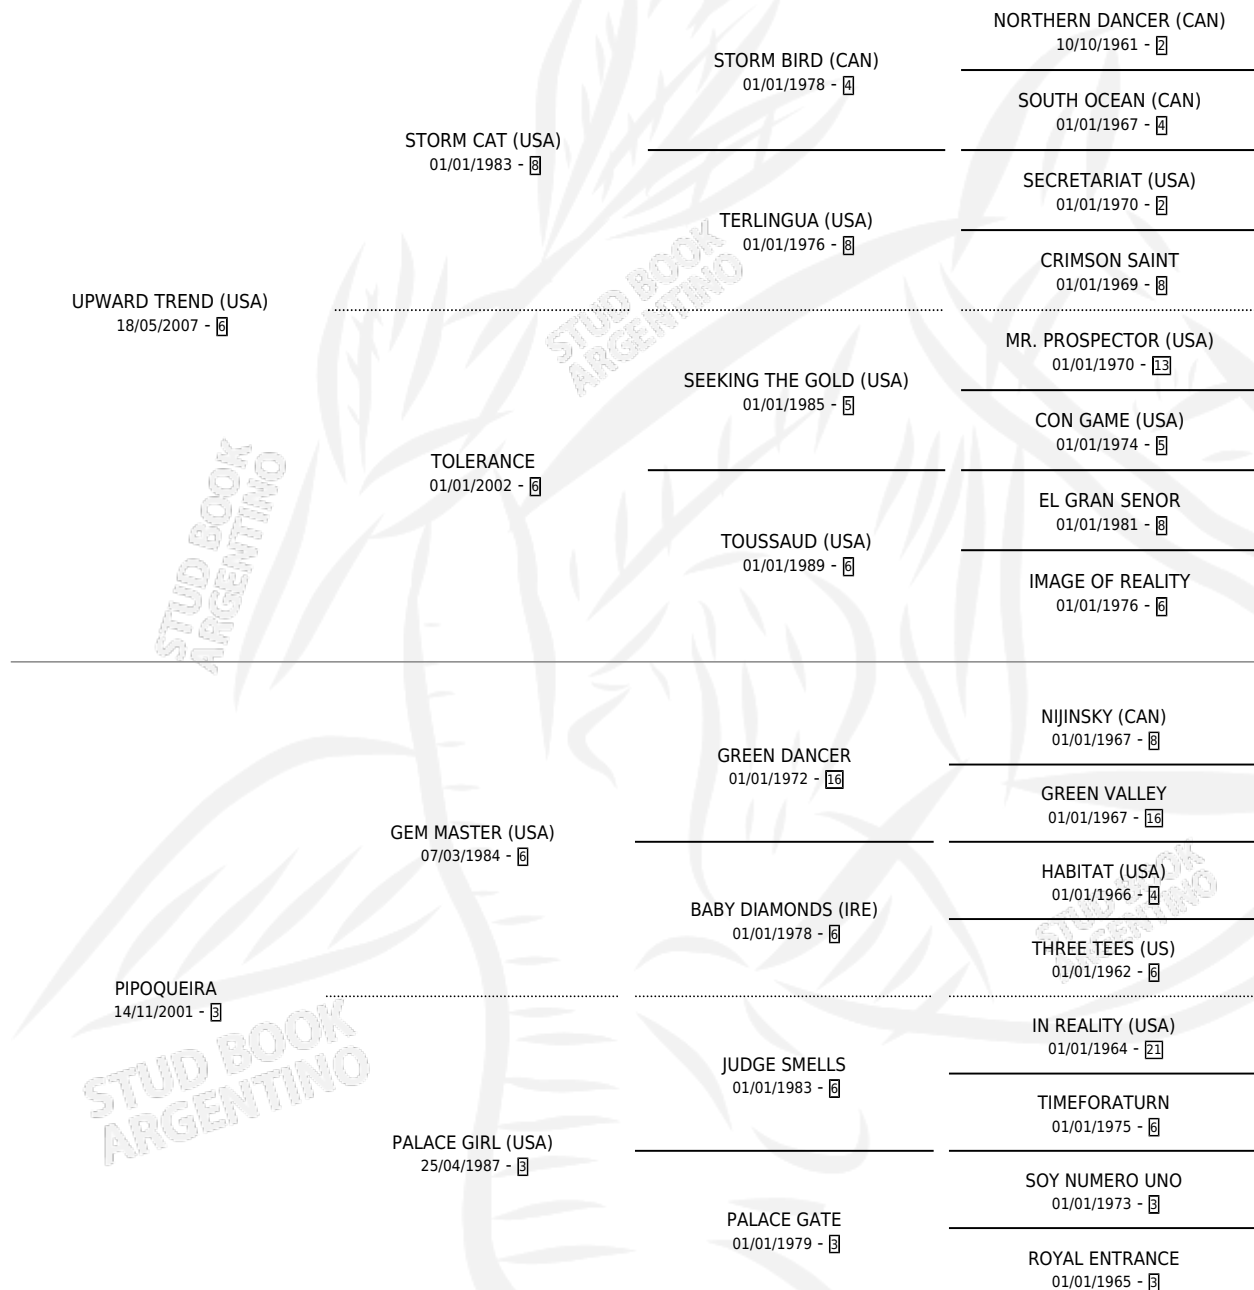 NORTHERN DANCER (CAN)
10/10/1961 - 2
STORM BIRD (CAN)
01/01/1978 - 4
SOUTH OCEAN (CAN)
01/01/1967 - 4
STORM CAT (USA)
01/01/1983 - 8
SECRETARIAT (USA)
01/01/1970 - 2
TERLINGUA (USA)
01/01/1976 - 8
CRIMSON SAINT
01/01/1969 - 8
UPWARD TREND (USA)
18/05/2007 - 6
MR. PROSPECTOR (USA)
01/01/1970 - 13
SEEKING THE GOLD (USA)
01/01/1985 - 5
CON GAME (USA)
01/01/1974 - 5
TOLERANCE
01/01/2002 - 6
EL GRAN SENOR
01/01/1981 - 8
TOUSSAUD (USA)
01/01/1989 - 6
IMAGE OF REALITY
01/01/1976 - 6
NIJINSKY (CAN)
01/01/1967 - 8
GREEN DANCER
01/01/1972 - 16
GREEN VALLEY
01/01/1967 - 16
GEM MASTER (USA)
07/03/1984 - 6
HABITAT (USA)
01/01/1966 - 4
BABY DIAMONDS (IRE)
01/01/1978 - 6
THREE TEES (US)
01/01/1962 - 6
PIPOQUEIRA
14/11/2001 - 3
IN REALITY (USA)
01/01/1964 - 21
JUDGE SMELLS
01/01/1983 - 6
TIMEFORATURN
01/01/1975 - 6
PALACE GIRL (USA)
25/04/1987 - 3
SOY NUMERO UNO
01/01/1973 - 3
PALACE GATE
01/01/1979 - 3
ROYAL ENTRANCE
01/01/1965 - 3
STUD BOOK
ARGENTINO
STUD BOOK
ARGENTINO
STUD BOOK
ARGENTINO
STUD BOOK
ARGENTINO